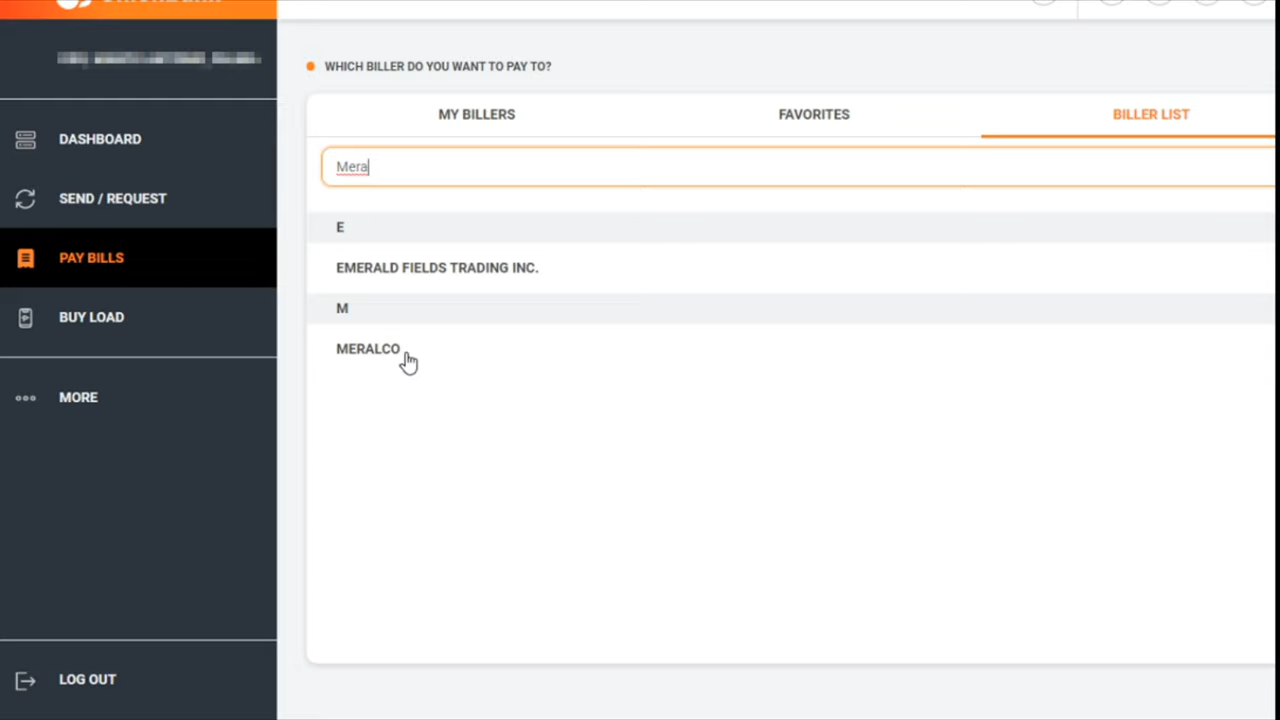 WHICH BILLER DO YOU WANT TO PAY TO?
MY BILLERS
FAVORITES
BILLER LIST
Mera
E
EMERALD FIELDS TRADING INC.
M
MERALCO
DASHBOARD
SEND / REQUEST
PAY BILLS
BUY LOAD
MORE
LOG OUT